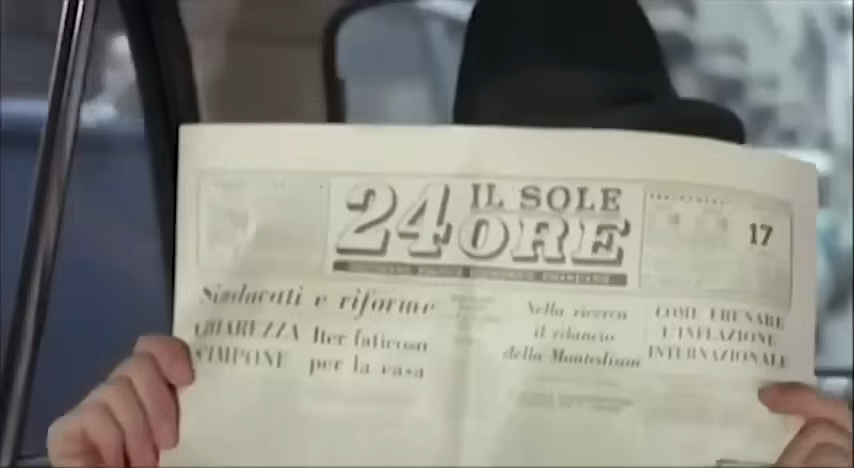 24 IL SOLE
ORE
17
Sindacati e riforme
CHIAREZZA
S'IMPONE
Iter faticoso
per la casa
Nella ricerca
il rilancio
della Montedison
COME FRENARE
L'INFLAZIONE
INTERNAZIONALE